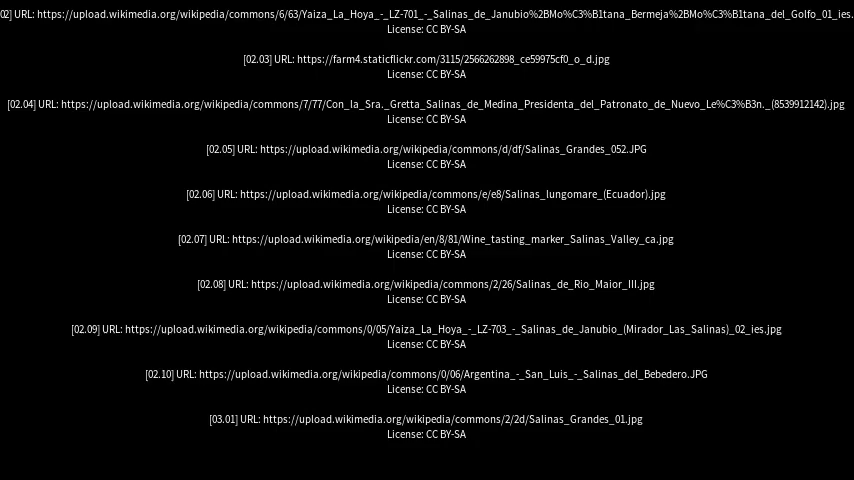 02] URL: https://upload.wikimedia.org/wikipedia/commons/6/63/Yaiza_La_Hoya_-_LZ-701_-_Salinas_de_Janubio%2BMo%C3%B1tana_Bermeja%2BMo%C3%B1tana_del_Golfo_01_ies.
License: CC BY-SA
[02.03] URL: https://farm4.staticflickr.com/3115/2566262898_ce59975cf0_o_d.jpg
License: CC BY-SA
[02.04] URL: https://upload.wikimedia.org/wikipedia/commons/7/77/Con_la_Sra._Gretta_Salinas_de_Medina_Presidenta_del_Patronato_de_Nuevo_Le%C3%B3n._(8539912142).jpg
License: CC BY-SA
[02.05] URL: https://upload.wikimedia.org/wikipedia/commons/d/df/Salinas_Grandes_052.JPG
License: CC BY-SA
[02.06] URL: https://upload.wikimedia.org/wikipedia/commons/e/e8/Salinas_lungomare_(Ecuador).jpg
License: CC BY-SA
[02.07] URL: https://upload.wikimedia.org/wikipedia/en/8/81/Wine_tasting_marker_Salinas_Valley_ca.jpg
License: CC BY-SA
[02.08] URL: https://upload.wikimedia.org/wikipedia/commons/2/26/Salinas_de_Rio_Maior_III.jpg
License: CC BY-SA
[02.09] URL: https://upload.wikimedia.org/wikipedia/commons/0/05/Yaiza_La_Hoya_-_LZ-703_-_Salinas_de_Janubio_(Mirador_Las_Salinas)_02_ies.jpg
License: CC BY-SA
[02.10] URL: https://upload.wikimedia.org/wikipedia/commons/0/06/Argentina_-_San_Luis_-_Salinas_del_Bebedero.JPG
License: CC BY-SA
[03.01] URL: https://upload.wikimedia.org/wikipedia/commons/2/2d/Salinas_Grandes_01.jpg
License: CC BY-SA